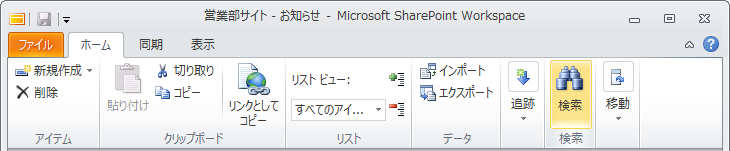 営業部サイト - お知らせ - Microsoft SharePoint Workspace
ファイル ホーム 同期 表示
新規作成
削除
アイテム
貼り付け
切り取り
コピー
リンクとして
コピー
クリップボード
リスト ビュー:
すべてのアイ...
リスト
インポート
エクスポート
データ
追跡
検索
検索
移動